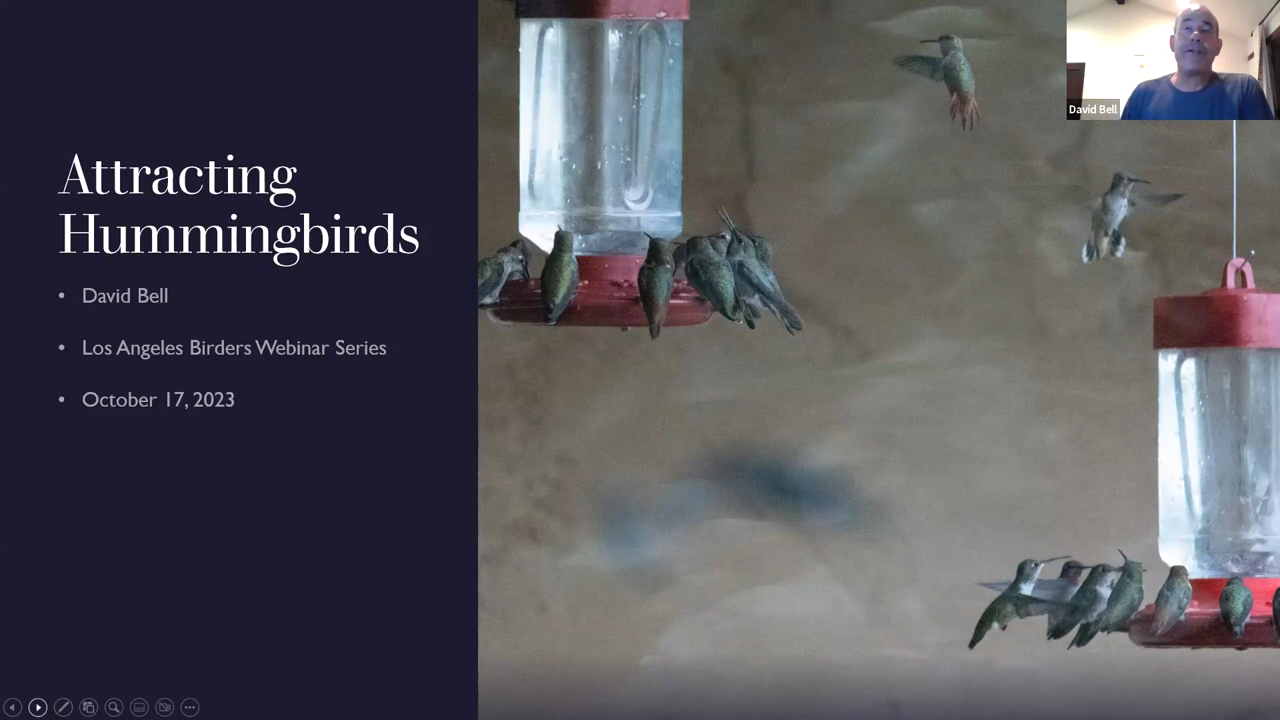 Attracting
Hummingbirds
• David Bell
• Los Angeles Birders Webinar Series
• October 17, 2023
David Bell